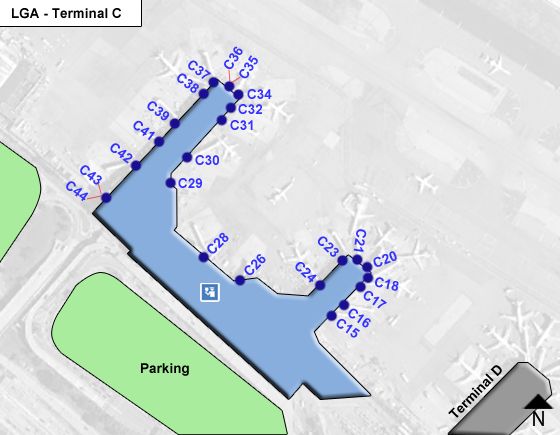 LGA - Terminal C
C36
C35
C37
C38
C34
C32
C31
C39
C41
C30
C42
C29
C43
C44
C28
C26
C23
C21
C20
C24
C18
C17
C16
C15
Parking
Terminal D
N